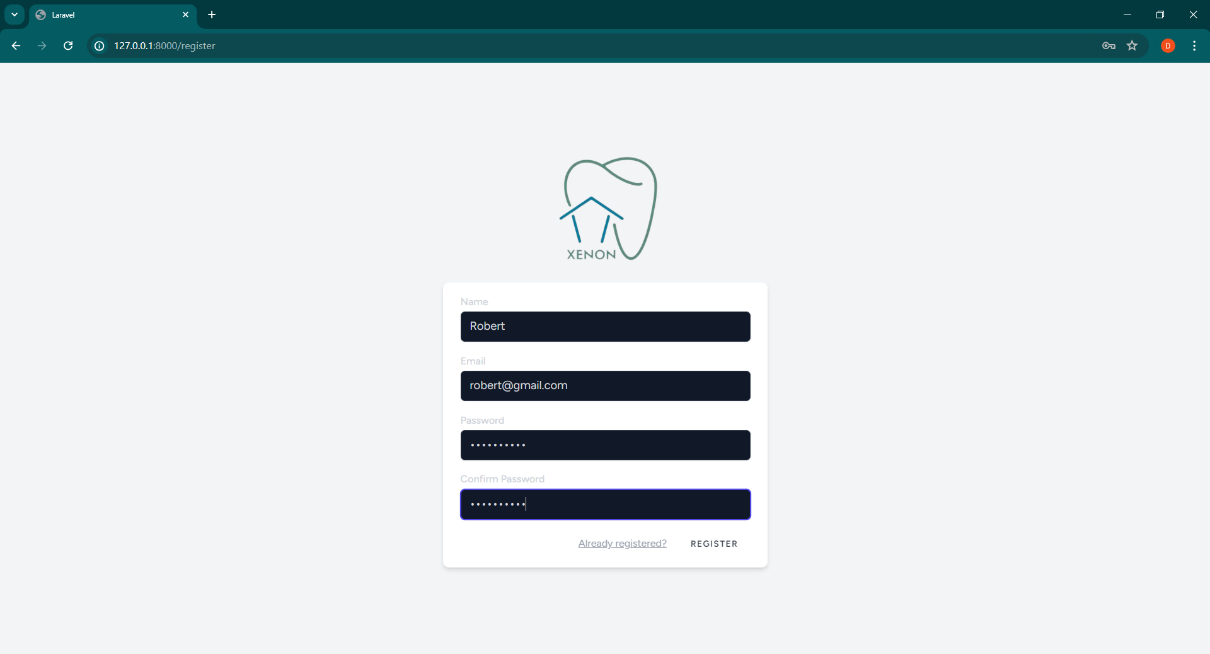 Laravel
127.0.0.1:8000/register
D
XENON
Name
Robert
Email
robert@gmail.com
Password
••••••••••
Confirm Password
••••••••••
Already registered? REGISTER